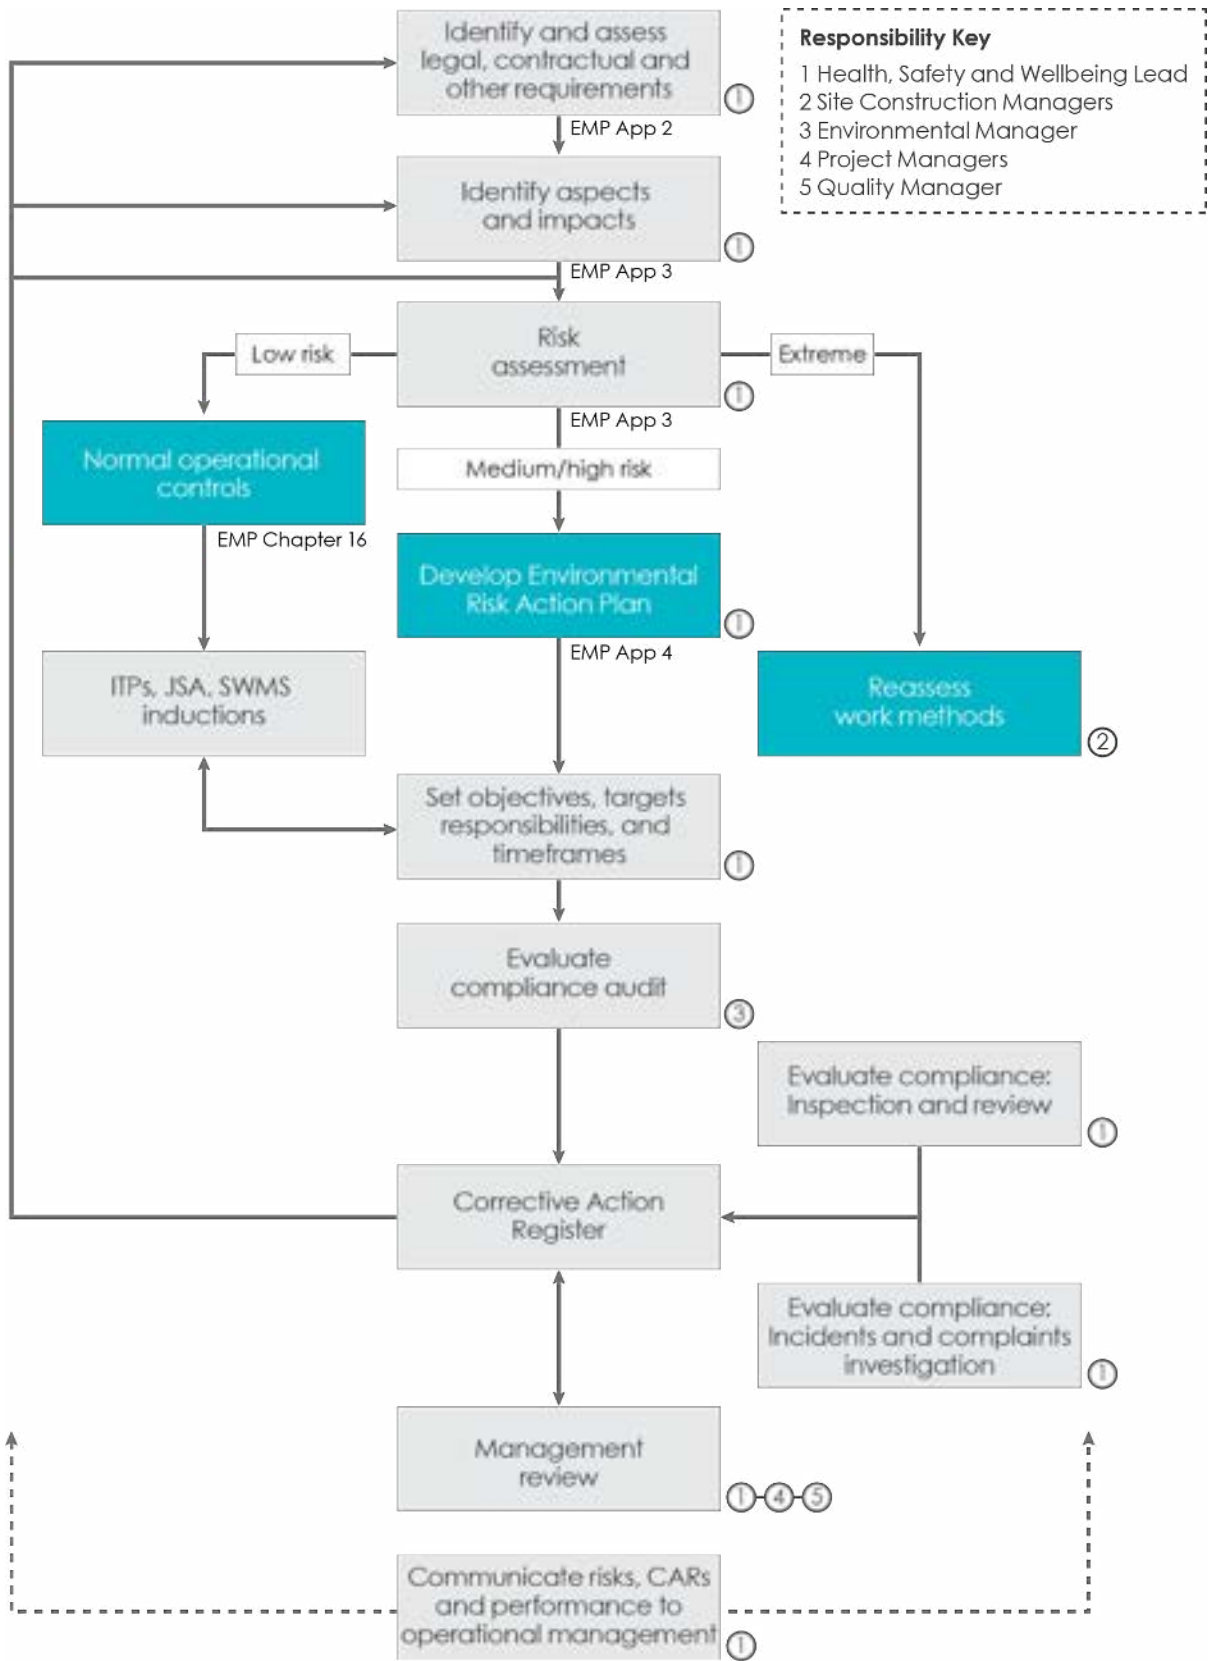 Identify and assess
legal, contractual and
other requirements
1
EMP App 2
Responsibility Key
1 Health, Safety and Wellbeing Lead
2 Site Construction Managers
3 Environmental Manager
4 Project Managers
5 Quality Manager
Identify aspects
and impacts
1
EMP App 3
Risk
assessment
1
Low risk
Extreme
EMP App 3
Medium/high risk
Normal operational
controls
EMP Chapter 16
Develop Environmental
Risk Action Plan
1
EMP App 4
ITPs, JSA, SWMS
inductions
Reassess
work methods
2
Set objectives, targets
responsibilities, and
timeframes
1
Evaluate
compliance audit
3
Evaluate compliance:
Inspection and review
1
Corrective Action
Register
Evaluate compliance:
Incidents and complaints
investigation
1
Management
review
1 4 5
Communicate risks, CARs
and performance to
operational management
1